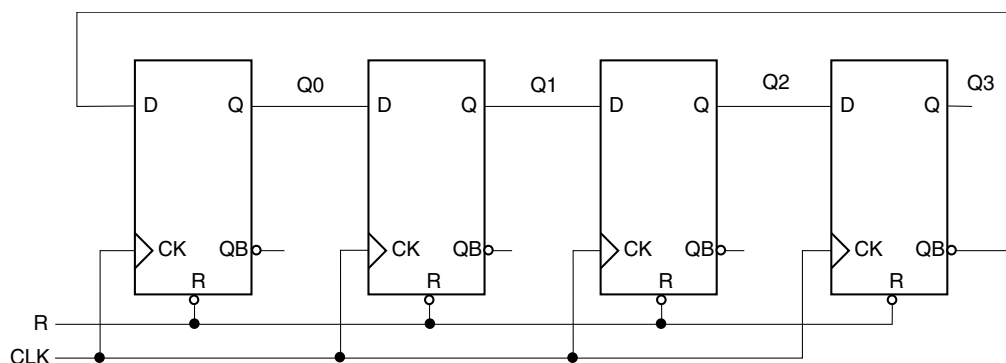 Q0 Q1 Q2 Q3
D Q D Q D Q D Q
CK QB CK QB CK QB CK QB
R R R R
R
CLK